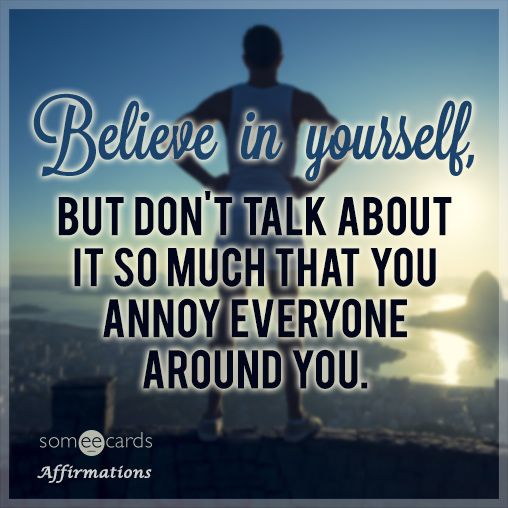 Believe in yourself,
BUT DON'T TALK ABOUT
IT SO MUCH THAT YOU
ANNOY EVERYONE
AROUND YOU.
someecards
Affirmations